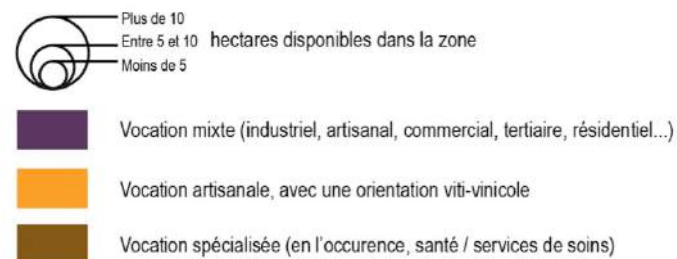 Plus de 10
Entre 5 et 10 hectares disponibles dans la zone
Moins de 5
Vocation mixte (industriel, artisanal, commercial, tertiaire, résidentiel...)
Vocation artisanale, avec une orientation viti-vinicole
Vocation spécialisée (en l'occurence, santé / services de soins)